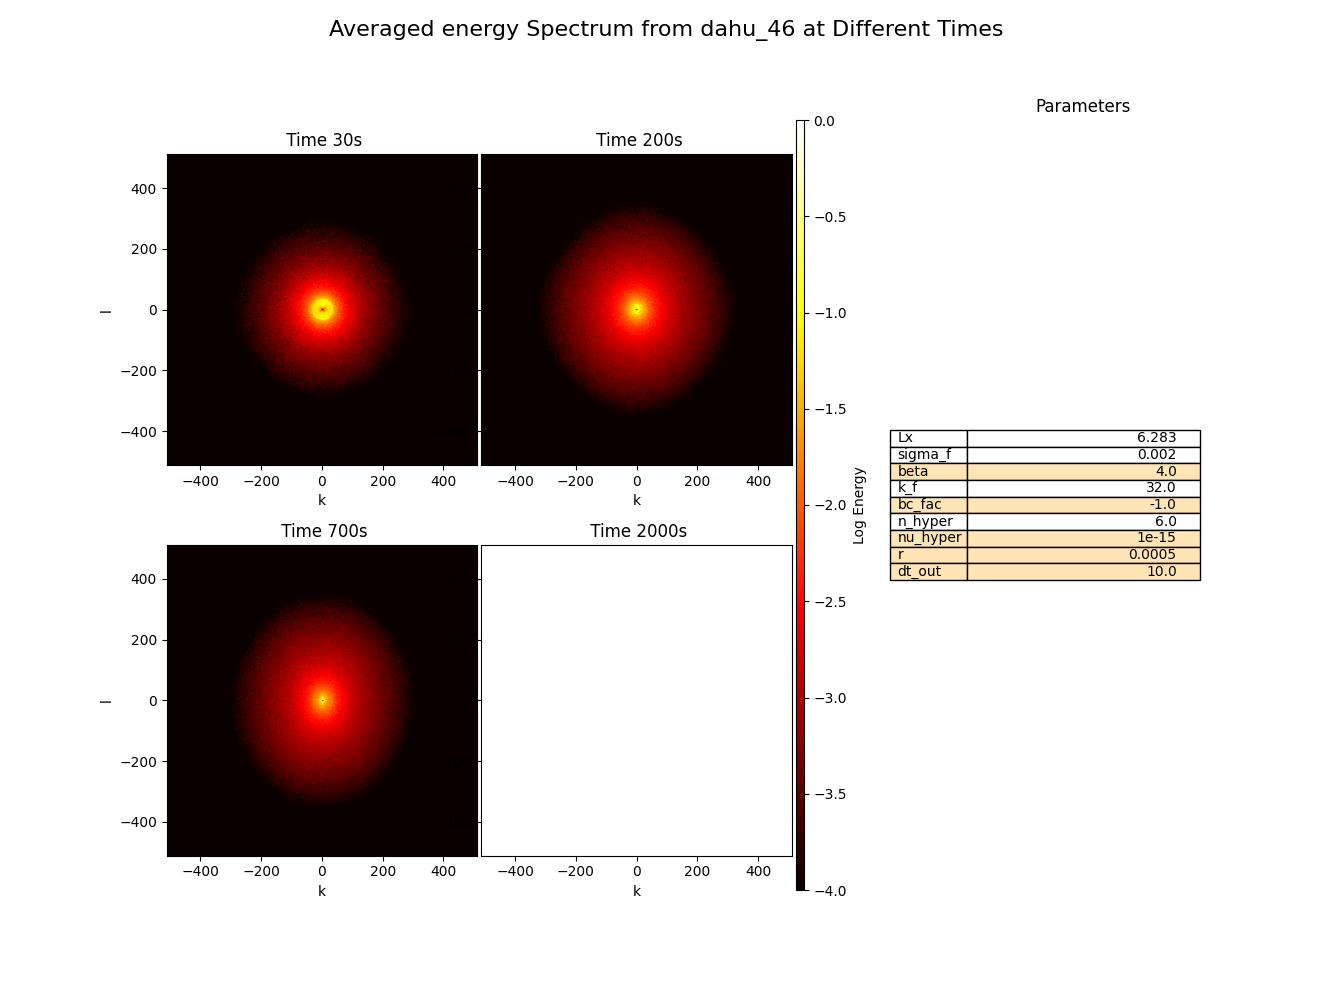 Averaged energy Spectrum from dahu_46 at Different Times
Parameters
Time 30s
Time 200s
400
200
0
−200
−400
l
−400 −200 0 200 400
k
−400 −200 0 200 400
k
Time 700s
Time 2000s
400
200
0
−200
−400
l
−400 −200 0 200 400
k
−400 −200 0 200 400
k
0.0
−0.5
−1.0
−1.5
−2.0
−2.5
−3.0
−3.5
−4.0
Log Energy
Lx 6.283
sigma_f 0.002
beta 4.0
k_f 32.0
bc_fac -1.0
n_hyper 6.0
nu_hyper 1e-15
r 0.0005
dt_out 10.0